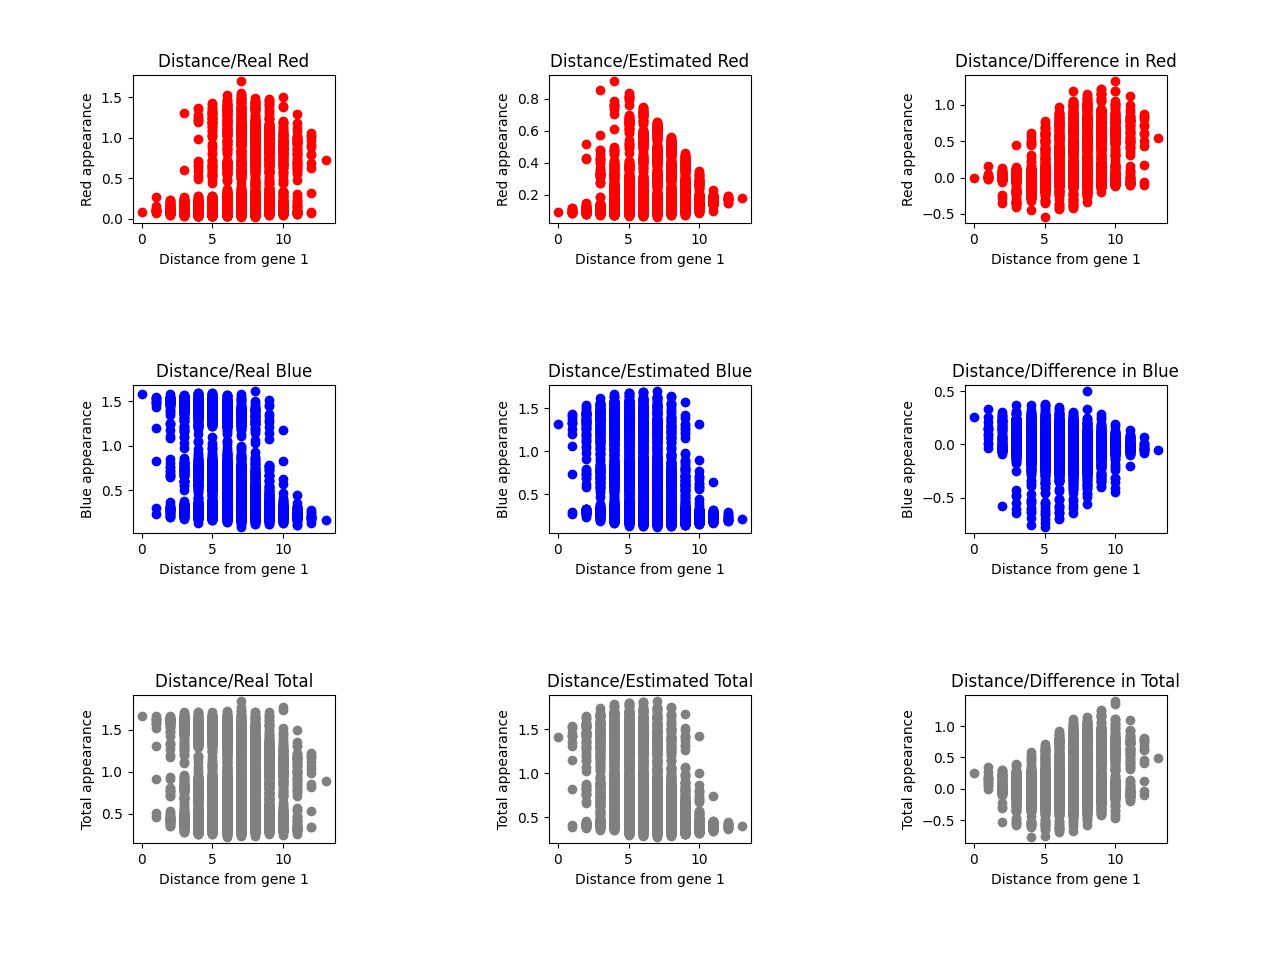 Distance/Real Red
Distance/Estimated Red
Distance/Difference in Red
Red appearance
1.5
1.0
0.5
0.0
0
5
10
Distance from gene 1
Red appearance
0.8
0.6
0.4
0.2
0
5
10
Distance from gene 1
Red appearance
1.0
0.5
0.0
−0.5
0
5
10
Distance from gene 1
Distance/Real Blue
Distance/Estimated Blue
Distance/Difference in Blue
Blue appearance
1.5
1.0
0.5
0
5
10
Distance from gene 1
Blue appearance
1.5
1.0
0.5
0
5
10
Distance from gene 1
Blue appearance
0.5
0.0
−0.5
0
5
10
Distance from gene 1
Distance/Real Total
Distance/Estimated Total
Distance/Difference in Total
Total appearance
1.5
1.0
0.5
0
5
10
Distance from gene 1
Total appearance
1.5
1.0
0.5
0
5
10
Distance from gene 1
Total appearance
1.0
0.5
0.0
−0.5
0
5
10
Distance from gene 1